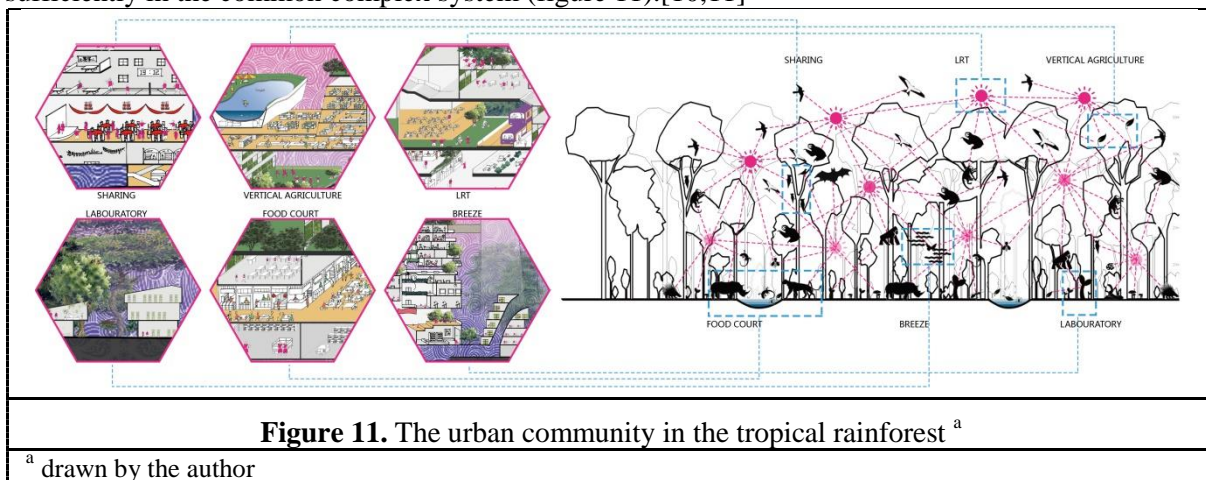 sufficiently in the common complex system (figure 11).[10,11]
SHARING
VERTICAL AGRICULTURE
LRT
LABOURATORY
FOOD COURT
BREEZE
SHARING
LRT
VERTICAL AGRICULTURE
FOOD COURT
BREEZE
LABOURATORY
Figure 11. The urban community in the tropical rainforest a
a drawn by the author